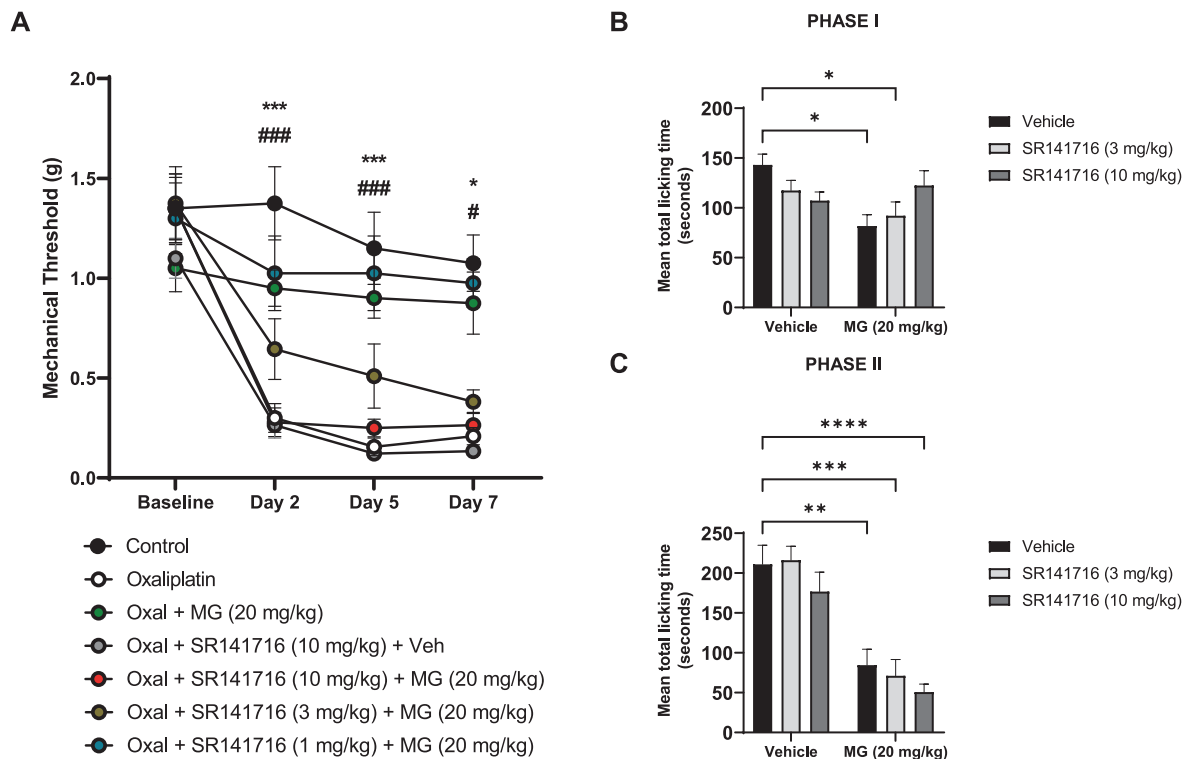 A
Mechanical Threshold (g)
2.0
1.5
1.0
0.5
0.0
***
###
***
###
*
#
Baseline
Day 2
Day 5
Day 7
Control
Oxaliplatin
Oxal + MG (20 mg/kg)
Oxal + SR141716 (10 mg/kg) + Veh
Oxal + SR141716 (10 mg/kg) + MG (20 mg/kg)
Oxal + SR141716 (3 mg/kg) + MG (20 mg/kg)
Oxal + SR141716 (1 mg/kg) + MG (20 mg/kg)
B
PHASE I
Mean total licking time
(seconds)
200
150
100
50
0
*
*
Vehicle
MG (20 mg/kg)
Vehicle
SR141716 (3 mg/kg)
SR141716 (10 mg/kg)
C
PHASE II
Mean total licking time
(seconds)
250
200
150
100
50
0
****
***
**
Vehicle
MG (20 mg/kg)
Vehicle
SR141716 (3 mg/kg)
SR141716 (10 mg/kg)